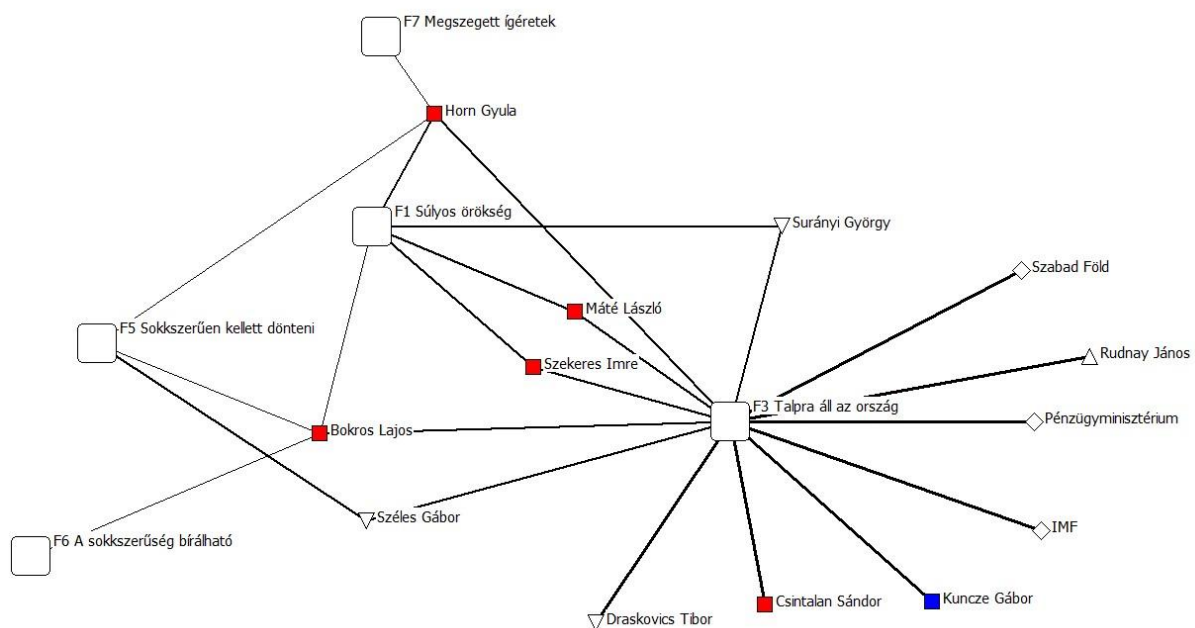 F7 Megszegett ígéretek
Horn Gyula
F1 Súlyos örökség
Surányi György
Szabad Föld
Máté László
F5 Sokkszerűen kellett dönteni
Rudnay János
Szekeres Imre
F3 Talpra áll az ország
Pénzügyminisztérium
Bokros Lajos
Széles Gábor
IMF
F6 A sokkszerűség bírálható
Csintalan Sándor
Kuncze Gábor
Draskovics Tibor